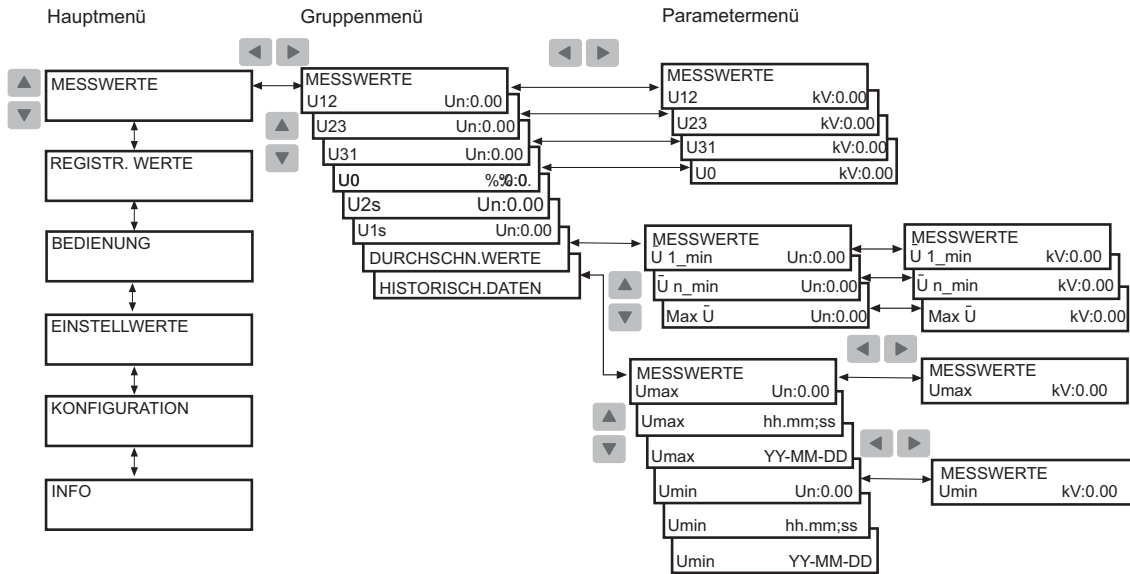 Hauptmenü
Gruppenmenü
Parametermenü
MESSWERTE
REGISTR. WERTE
BEDIENUNG
EINSTELLWERTE
KONFIGURATION
INFO
MESSWERTE
U12 Un:0.00
U23 Un:0.00
U31 Un:0.00
U0
U2s Un:0.00
U1s Un:0.00
DURCHSCHN.WERTE
HISTORISCH.DATEN
MESSWERTE
U12 kV:0.00
U23 kV:0.00
U31 kV:0.00
U0 kV:0.00
MESSWERTE
Ū 1_min Un:0.00
Ū n_min Un:0.00
Max Ū Un:0.00
MESSWERTE
Ū 1_min kV:0.00
Ū n_min kV:0.00
Max Ū kV:0.00
MESSWERTE
Umax Un:0.00
Umax hh.mm;ss
Umax YY-MM-DD
Umin Un:0.00
Umin hh.mm;ss
Umin YY-MM-DD
MESSWERTE
Umax kV:0.00
MESSWERTE
Umin kV:0.00